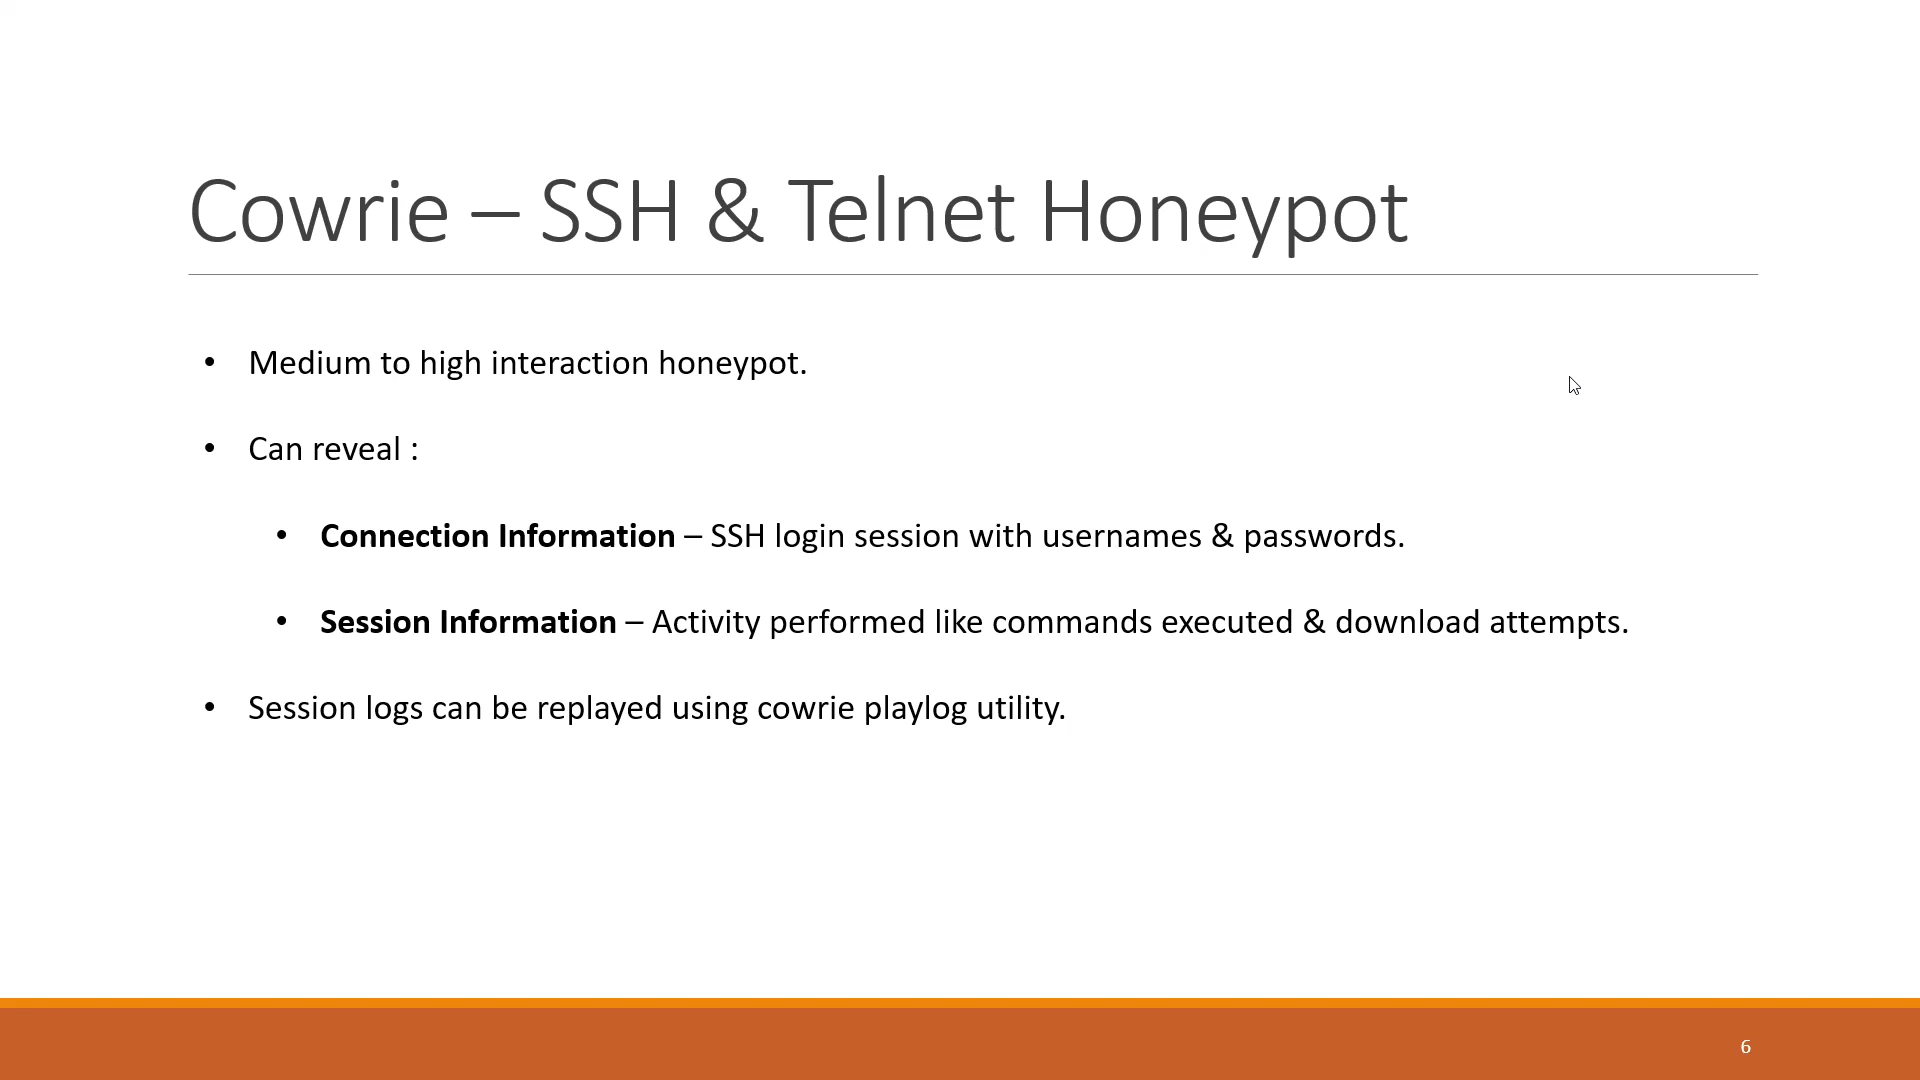 Cowrie – SSH & Telnet Honeypot
• Medium to high interaction honeypot.
• Can reveal :
• Connection Information – SSH login session with usernames & passwords.
• Session Information – Activity performed like commands executed & download attempts.
• Session logs can be replayed using cowrie playlog utility.
6